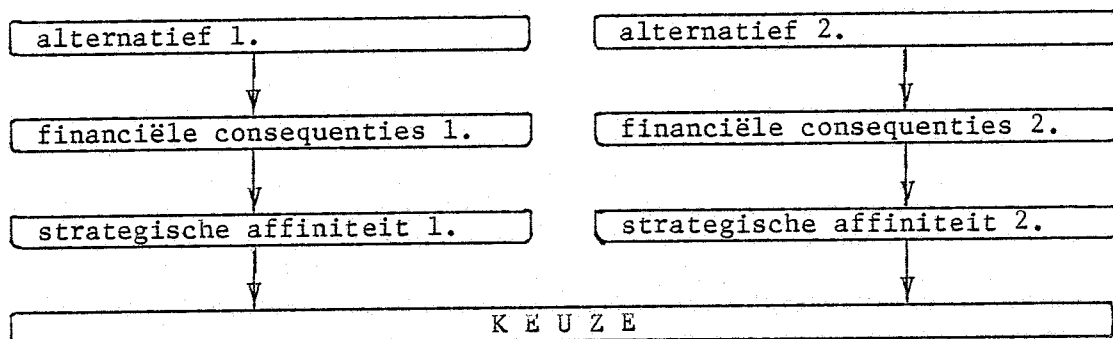 alternatief 1.
alternatief 2.
financiële consequenties 1.
financiële consequenties 2.
strategische affiniteit 1.
strategische affiniteit 2.
K E U Z E